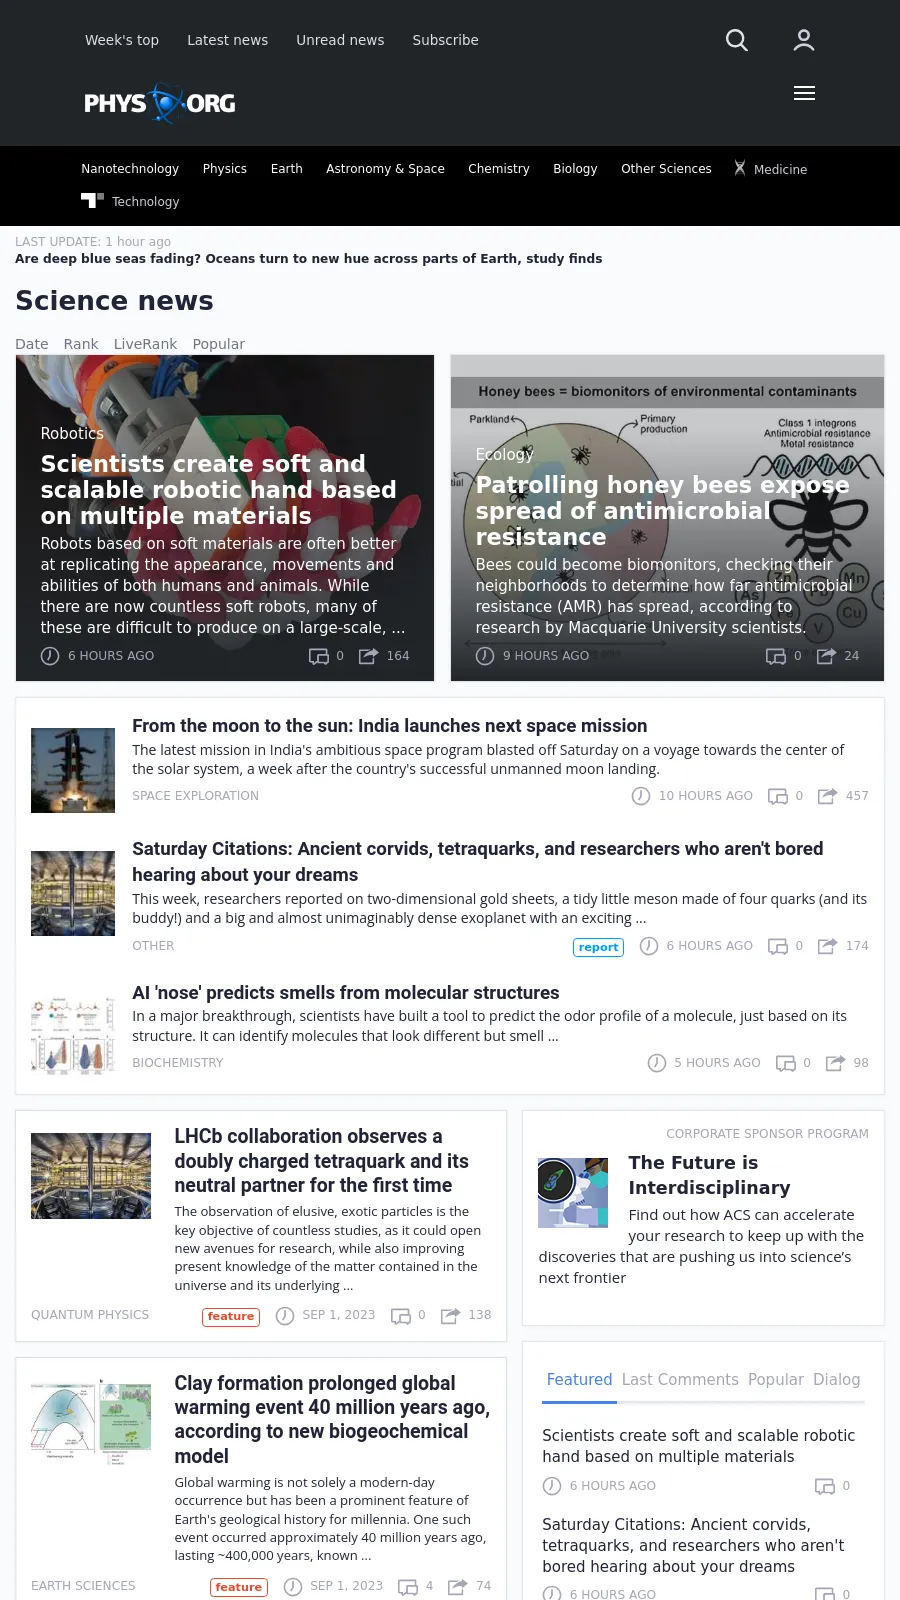 Week's top Latest news Unread news Subscribe
PHYS ORG
Nanotechnology Physics Earth Astronomy & Space Chemistry Biology Other Sciences Medicine
Technology
LAST UPDATE: 1 hour ago
Are deep blue seas fading? Oceans turn to new hue across parts of Earth, study finds
Science news
Date Rank LiveRank Popular
Robotics
Scientists create soft and
scalable robotic hand based
on multiple materials
Robots based on soft materials are often better
at replicating the appearance, movements and
abilities of both humans and animals. While
there are now countless soft robots, many of
these are difficult to produce on a large-scale, ...
6 HOURS AGO 0 164
Honey bees = biomonitors of environmental contaminants
Parkland
Primary
production
Class 1 integrons
Antimicrobial resistance
Metal resistance
Ecology
Patrolling honey bees expose
spread of antimicrobial
resistance
Bees could become biomonitors, checking their
neighborhoods to determine how far antimicrobial
resistance (AMR) has spread, according to
research by Macquarie University scientists.
Zn Pb Mn
As Fe V Cu
9 HOURS AGO 0 24
From the moon to the sun: India launches next space mission
The latest mission in India's ambitious space program blasted off Saturday on a voyage towards the center of
the solar system, a week after the country's successful unmanned moon landing.
SPACE EXPLORATION 10 HOURS AGO 0 457
Saturday Citations: Ancient corvids, tetraquarks, and researchers who aren't bored
hearing about your dreams
This week, researchers reported on two-dimensional gold sheets, a tidy little meson made of four quarks (and its
buddy!) and a big and almost unimaginably dense exoplanet with an exciting ...
OTHER report 6 HOURS AGO 0 174
AI 'nose' predicts smells from molecular structures
In a major breakthrough, scientists have built a tool to predict the odor profile of a molecule, just based on its
structure. It can identify molecules that look different but smell ...
BIOCHEMISTRY 5 HOURS AGO 0 98
LHCb collaboration observes a
doubly charged tetraquark and its
neutral partner for the first time
The observation of elusive, exotic particles is the
key objective of countless studies, as it could open
new avenues for research, while also improving
present knowledge of the matter contained in the
universe and its underlying ...
QUANTUM PHYSICS feature SEP 1, 2023 0 138
Clay formation prolonged global
warming event 40 million years ago,
according to new biogeochemical
model
Global warming is not solely a modern-day
occurrence but has been a prominent feature of
Earth's geological history for millennia. One such
event occurred approximately 40 million years ago,
lasting ~400,000 years, known ...
EARTH SCIENCES feature SEP 1, 2023 4 74
CORPORATE SPONSOR PROGRAM
The Future is
Interdisciplinary
Find out how ACS can accelerate
your research to keep up with the
discoveries that are pushing us into science’s
next frontier
Featured Last Comments Popular Dialog
Scientists create soft and scalable robotic
hand based on multiple materials
6 HOURS AGO 0
Saturday Citations: Ancient corvids,
tetraquarks, and researchers who aren't
bored hearing about your dreams
6 HOURS AGO 0